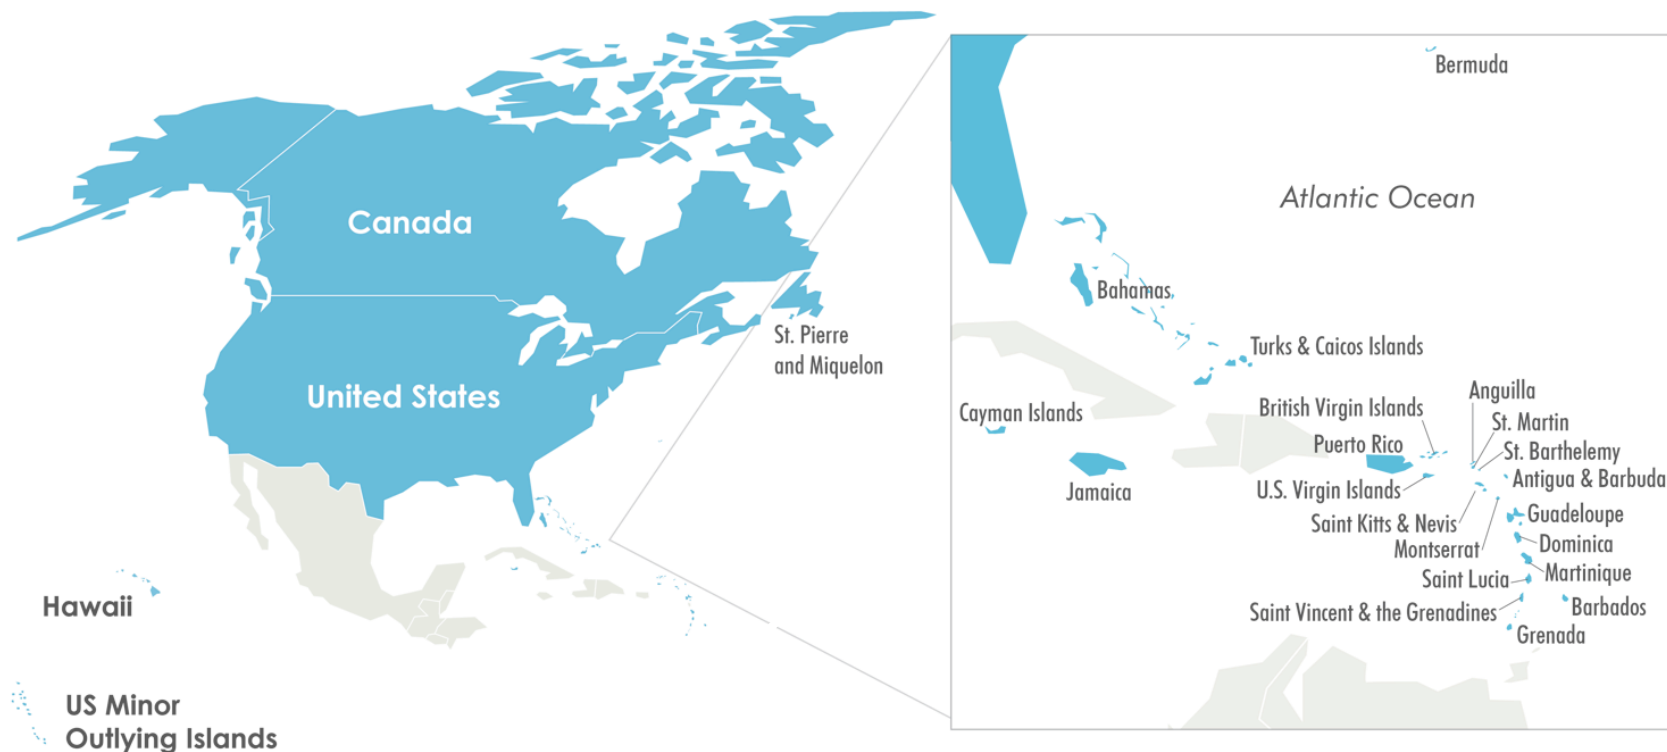 Canada
United States
St. Pierre
and Miquelon
Hawaii
US Minor
Outlying Islands
Bermuda
Atlantic Ocean
Bahamas
Turks & Caicos Islands
Cayman Islands
Jamaica
British Virgin Islands
Puerto Rico
U.S. Virgin Islands
Anguilla
St. Martin
St. Barthelemy
Antigua & Barbuda
Saint Kitts & Nevis
Montserrat
Guadeloupe
Dominica
Martinique
Saint Lucia
Saint Vincent & the Grenadines
Barbados
Grenada